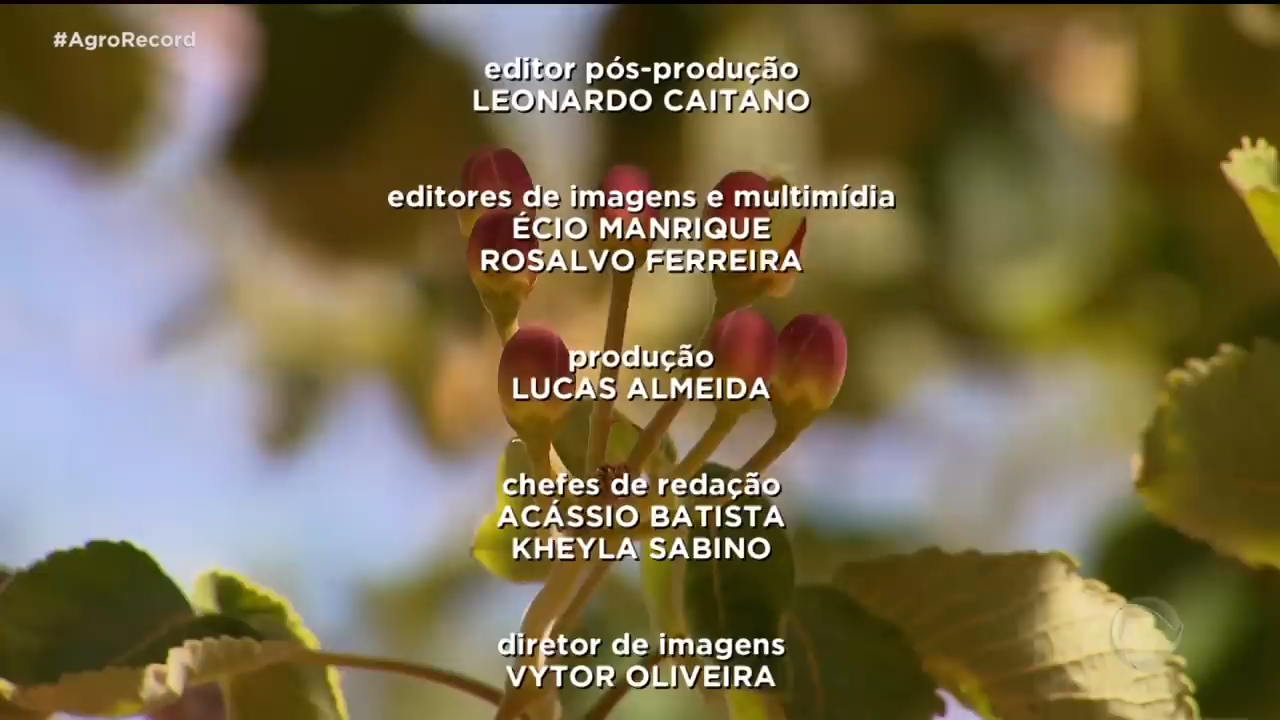 #AgroRecord
editor pós-produção
LEONARDO CAITANO
editores de imagens e multimídia
ÉCIO MANRIQUE
ROSALVO FERREIRA
produção
LUCAS ALMEIDA
chefes de redação
ACÁSSIO BATISTA
KHEYLA SABINO
diretor de imagens
VYTOR OLIVEIRA